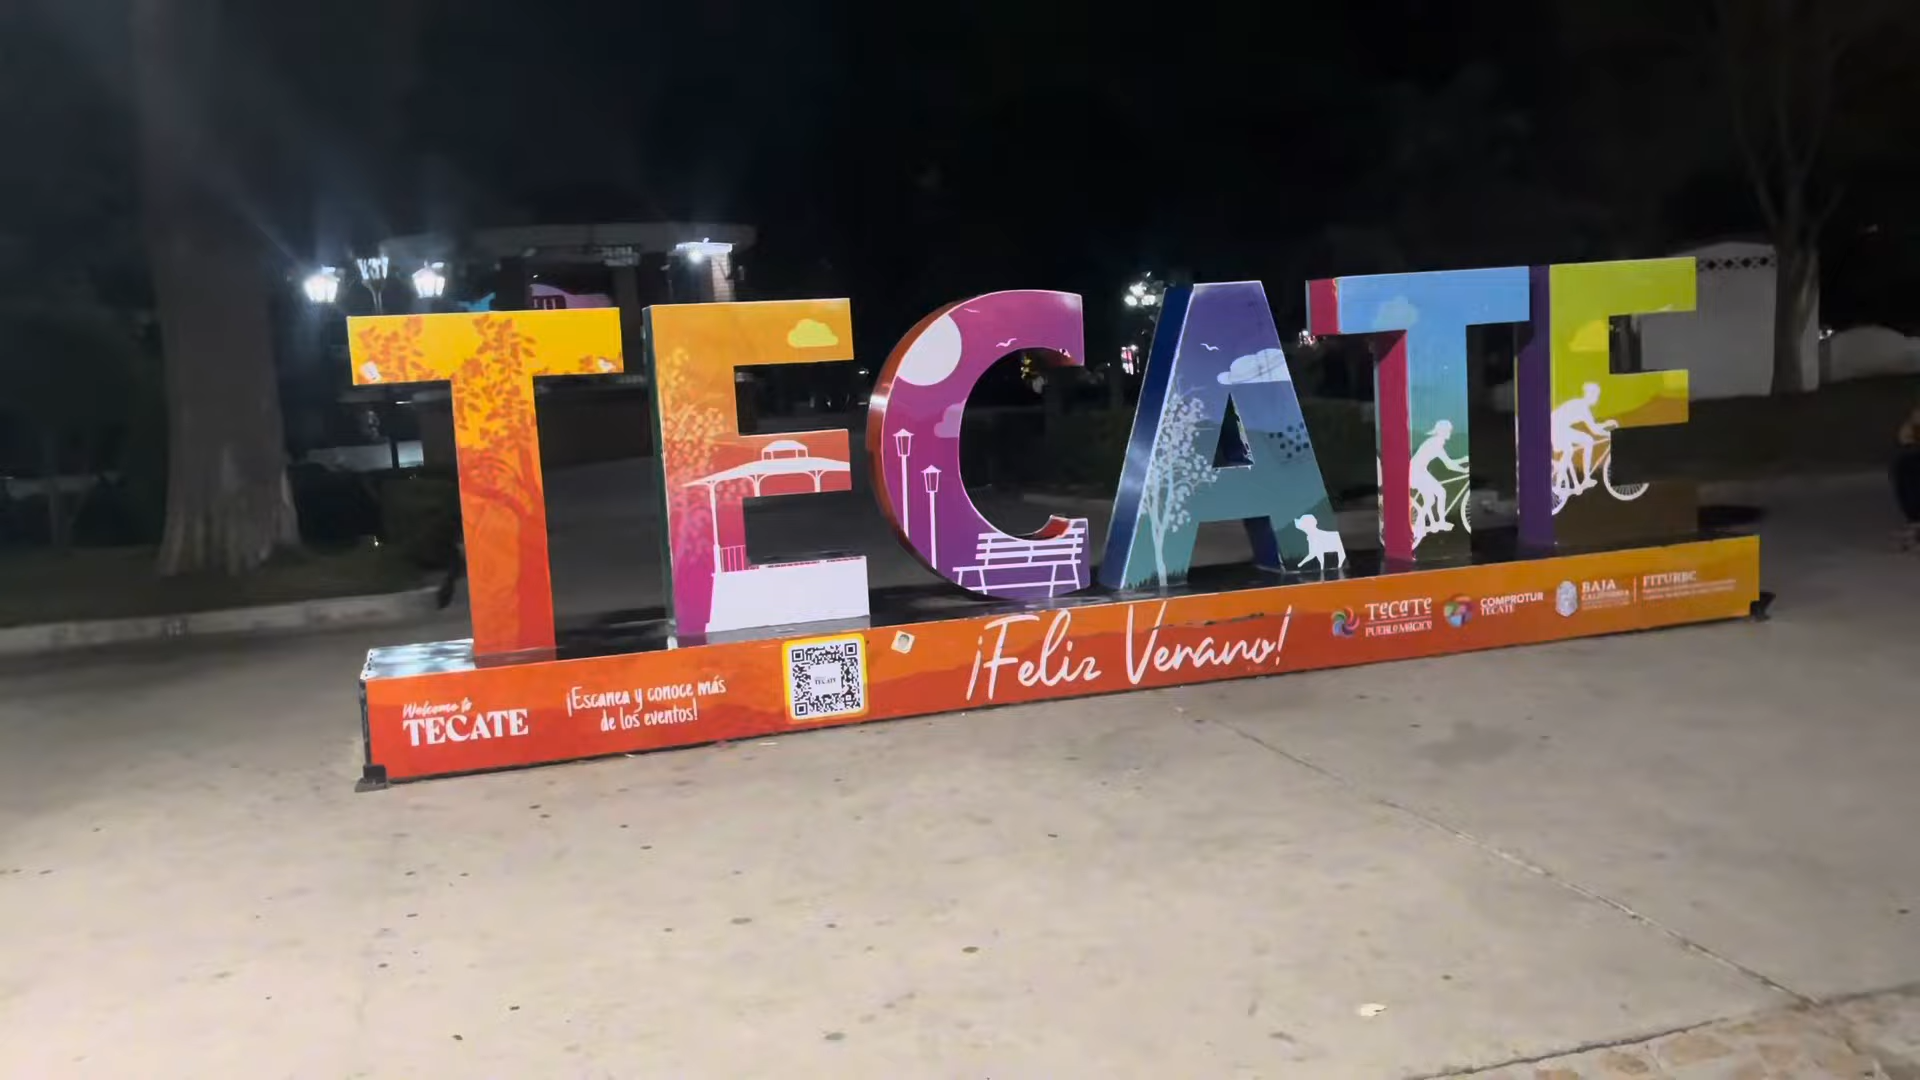 TECATE
Welcome to
TECATE
¡Escanea y conoce más
de los eventos!
TECATE
¡Feliz Verano!
TECATE
PUEBLO MÁGICO
COMPROTUR
TECATE
BAJA
CALIFORNIA
FITURBC